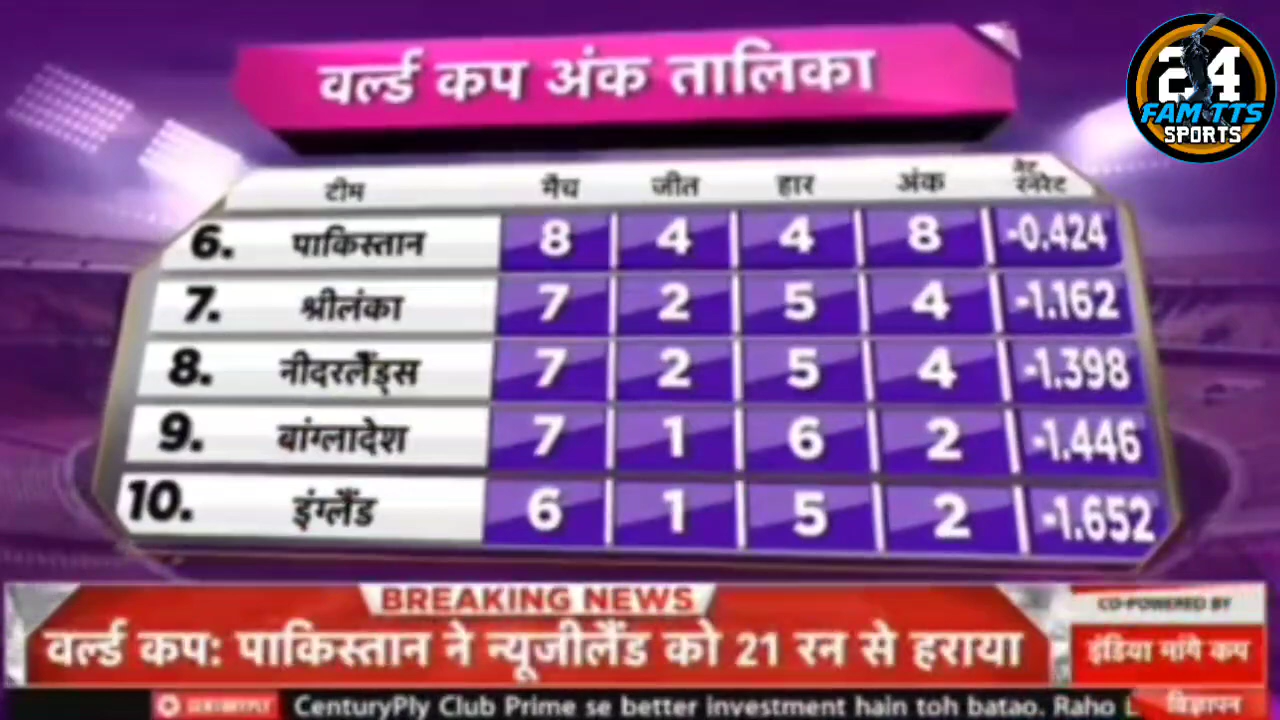 वर्ल्ड कप अंक तालिका
24
FAM TTS
SPORTS
टीम मैच जीत हार अंक नेट रनरेट
6. पाकिस्तान 8 4 4 8 -0.424
7. श्रीलंका 7 2 5 4 -1.162
8. नीदरलैंड्स 7 2 5 4 -1.398
9. बांग्लादेश 7 1 6 2 -1.446
10. इंग्लैंड 6 1 5 2 -1.652
BREAKING NEWS
वर्ल्ड कप: पाकिस्तान ने न्यूजीलैंड को 21 रन से हराया
CO-POWERED BY
इंडिया मांगे कप
CENTURYPLY CenturyPly Club Prime se better investment hain toh batao. Raho L
विज्ञापन